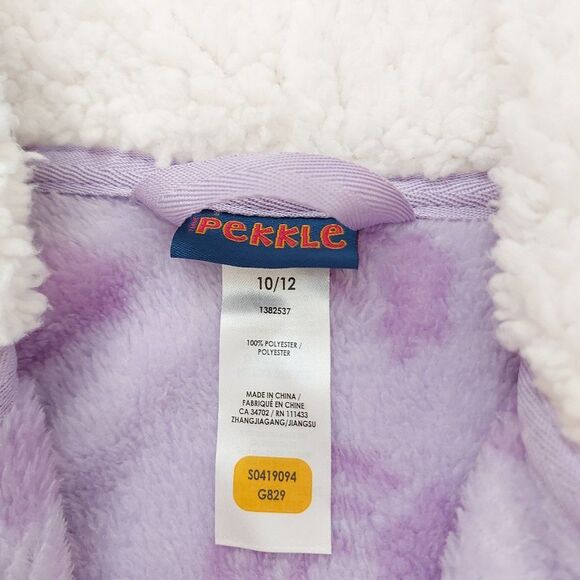 PEKKLE
10/12
1382537
100% POLYESTER /
POLYESTER
MADE IN CHINA /
FABRIQUÉ EN CHINE
CA 34702 / RN 111433
ZHANGJIAGANG/JIANGSU
S0419094
G829